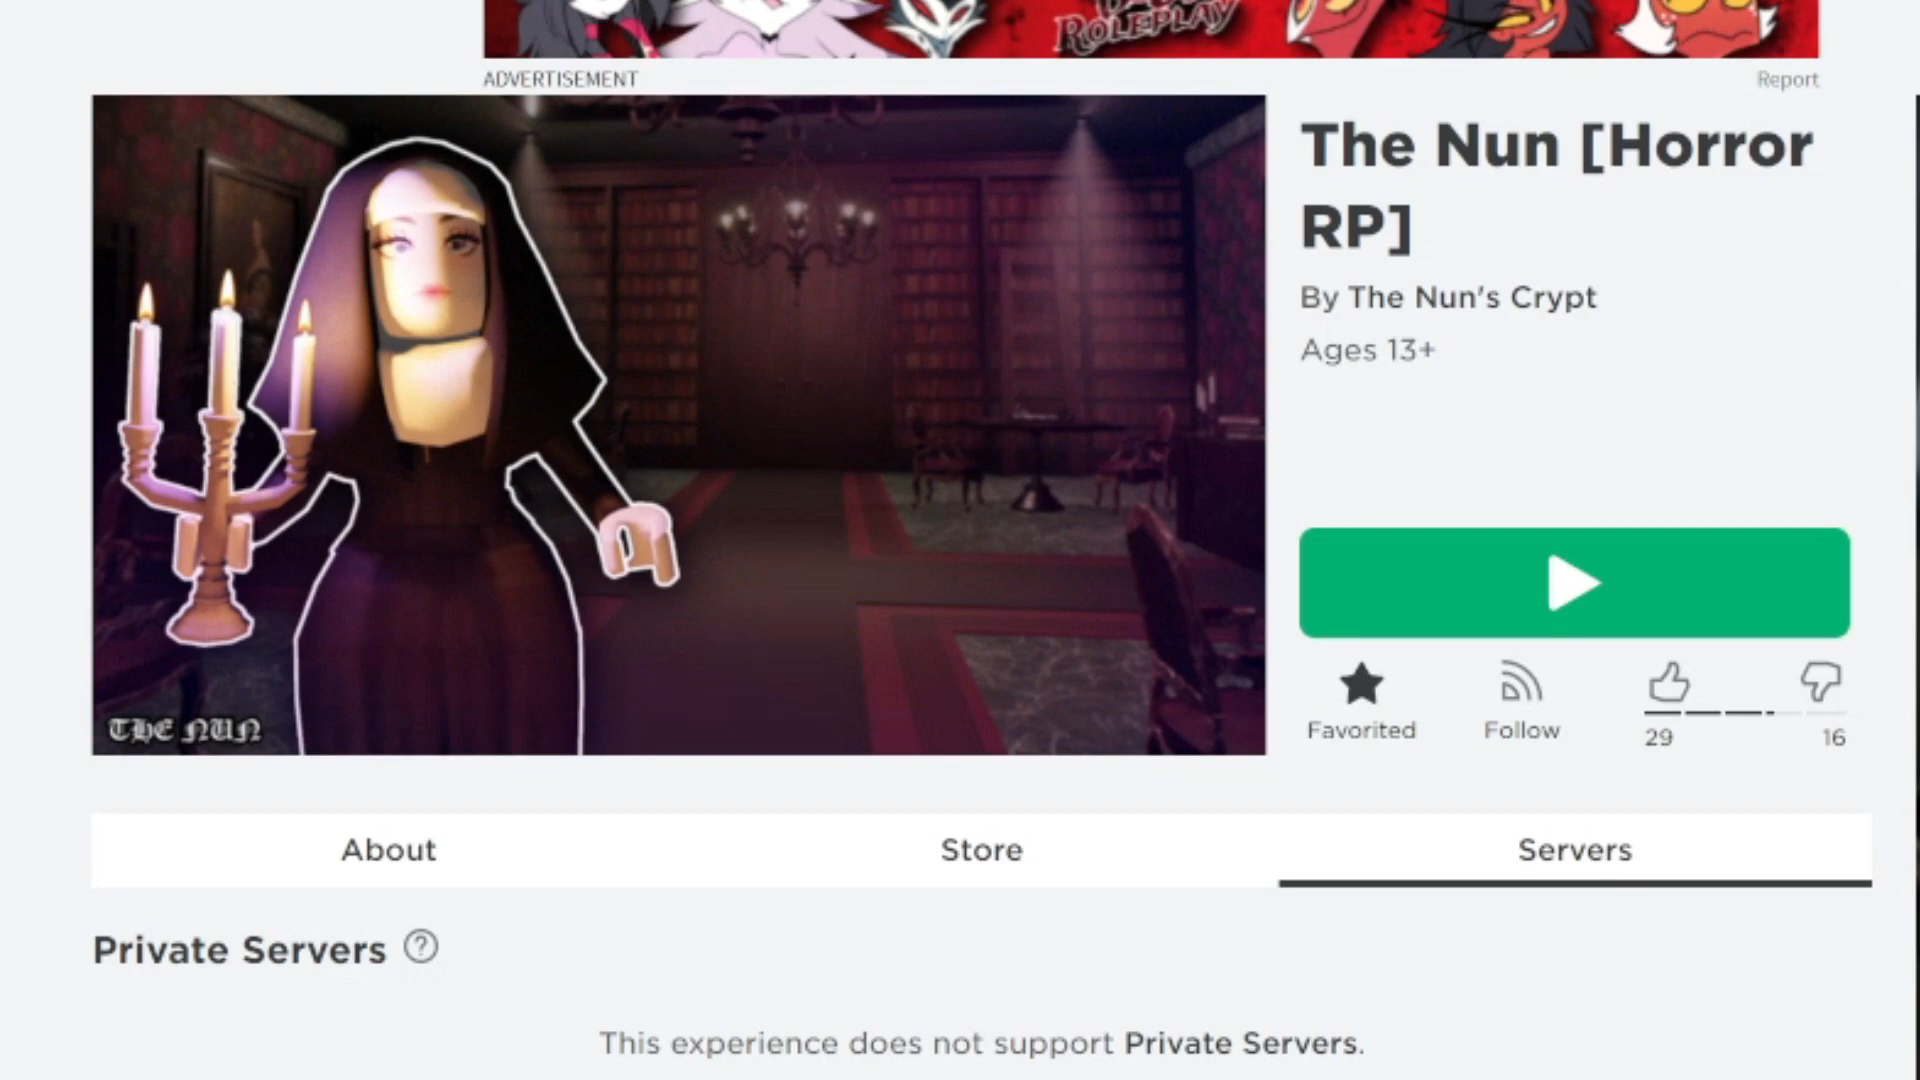 ROLEPLAY
ADVERTISEMENT
Report
The Nun [Horror
RP]
By The Nun's Crypt
Ages 13+
THE NUN
Favorited
Follow
29
16
About
Store
Servers
Private Servers ?
This experience does not support Private Servers.